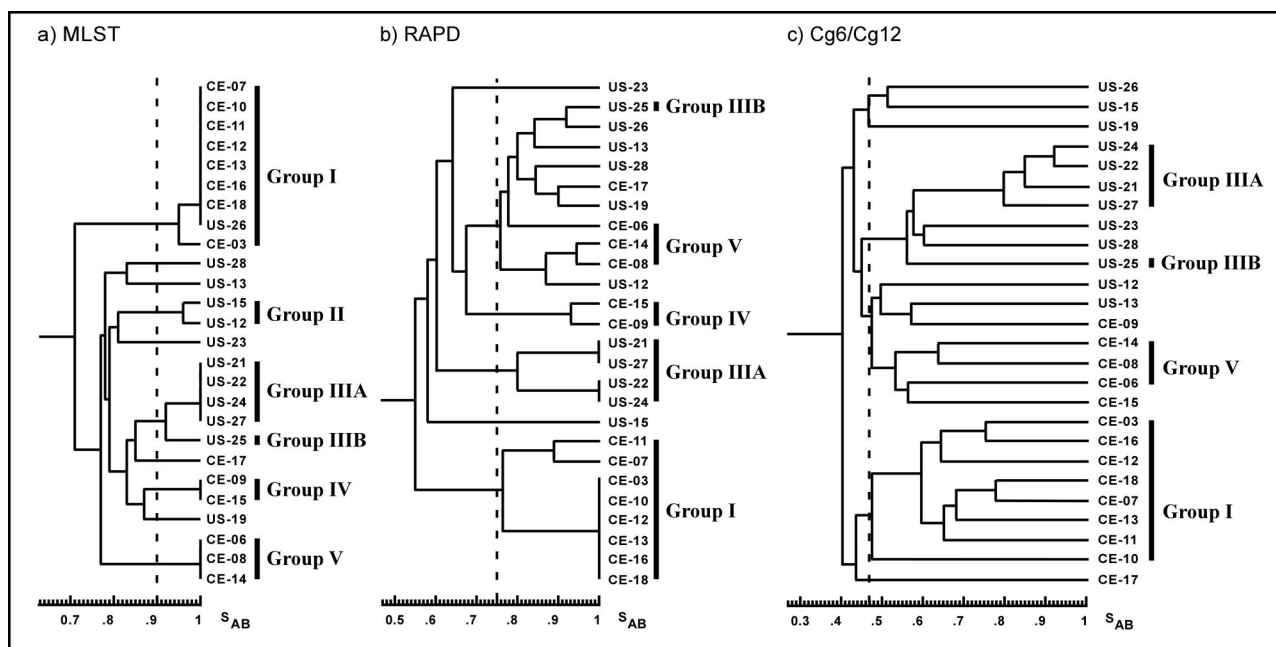 a) MLST
CE-07
CE-10
CE-11
CE-12
CE-13
CE-16
CE-18
US-26
CE-03
Group I
US-28
US-13
US-15
US-12
Group II
US-23
US-21
US-22
US-24
US-27
Group IIIA
US-25
Group IIIB
CE-17
CE-09
CE-15
Group IV
US-19
CE-06
CE-08
CE-14
Group V
0.7 .8 .9 1 SAB
b) RAPD
US-23
US-25
Group IIIB
US-26
US-13
US-28
CE-17
US-19
CE-06
CE-14
CE-08
Group V
US-12
CE-15
CE-09
Group IV
US-21
US-27
US-22
US-24
Group IIIA
US-15
CE-11
CE-07
CE-03
CE-10
CE-12
CE-13
CE-16
CE-18
Group I
0.5 .6 .7 .8 .9 1 SAB
c) Cg6/Cg12
US-26
US-15
US-19
US-24
US-22
US-21
US-27
Group IIIA
US-23
US-28
US-25
Group IIIB
US-12
US-13
CE-09
CE-14
CE-08
CE-06
Group V
CE-15
CE-03
CE-16
CE-12
CE-18
CE-07
CE-13
CE-11
CE-10
Group I
CE-17
0.3 .4 .5 .6 .7 .8 .9 1 SAB